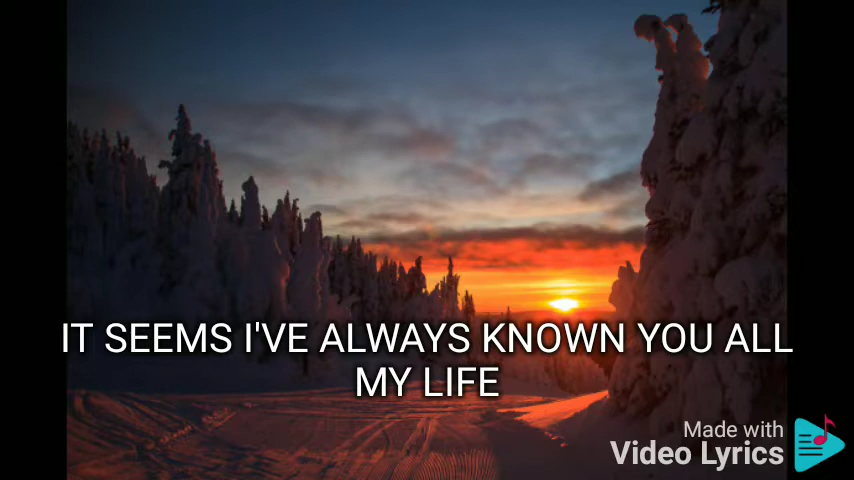 IT SEEMS I'VE ALWAYS KNOWN YOU ALL
MY LIFE
Made with
Video Lyrics